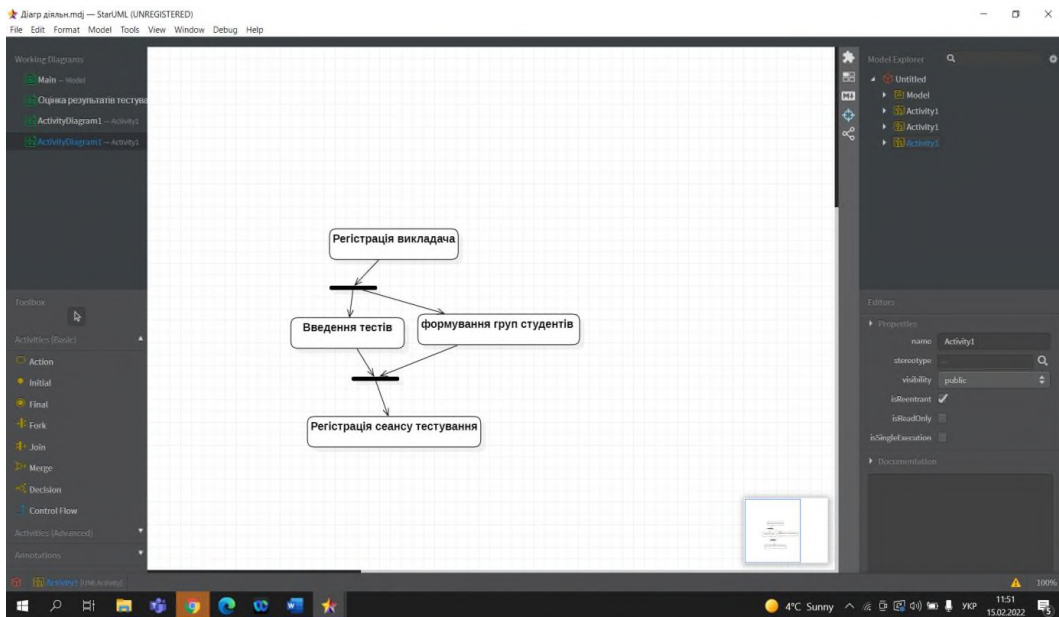 Діагр діяльн.mdj — StarUML (UNREGISTERED)
File Edit Format Model Tools View Window Debug Help
Working Diagrams
Main — Model
Оцінка результатів тестува
ActivityDiagram1 — Activity1
ActivityDiagram1 — Activity1
Toolbox
Activities (Basic)
Action
Initial
Final
Fork
Join
Merge
Decision
Control Flow
Activities (Advanced)
Annotations
Регістрація викладача
Введення тестів
формування груп студентів
Регістрація сеансу тестування
Model Explorer
Untitled
Model
Activity1
Activity1
Activity1
Editors
Properties
name Activity1
stereotype ...
visibility public
isReentrant
isReadOnly
isSingleExecution
Documentation
Activity1 [UMLActivity]
100%
4°C Sunny
УКР
11:51
15.02.2022
5